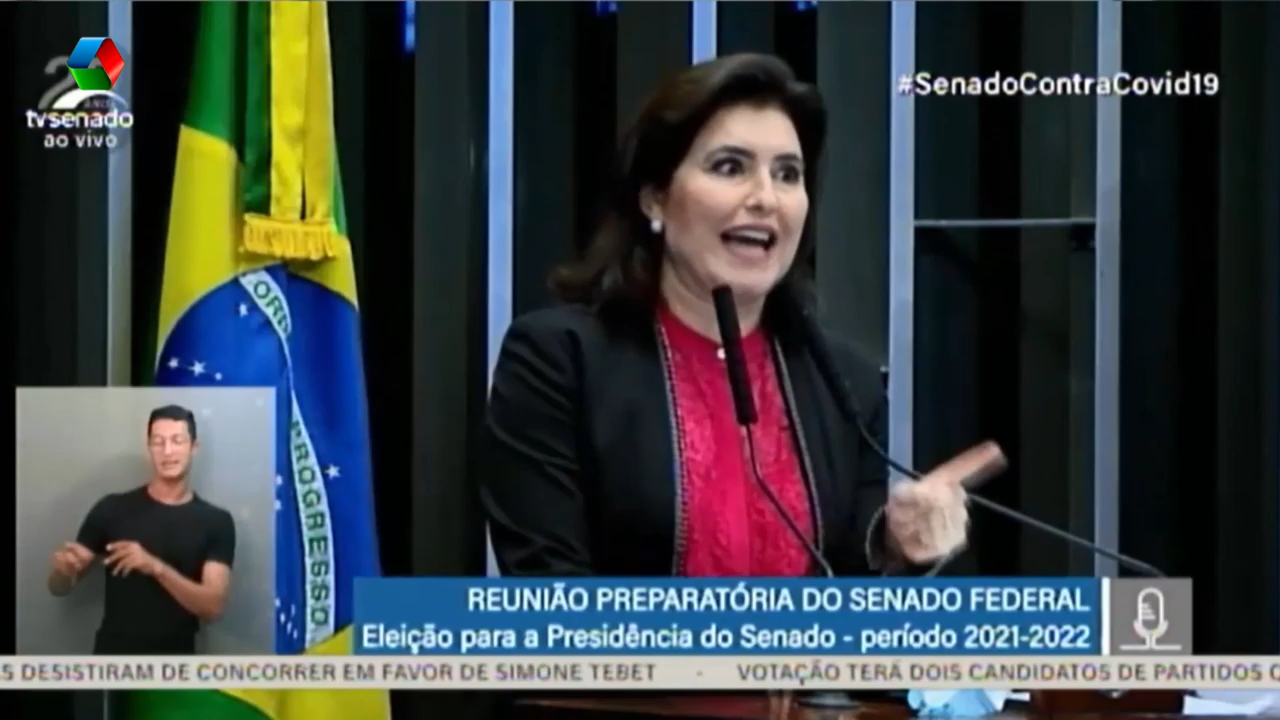 #SenadoContraCovid19
tvsenado
ao vivo
ORD
PROGRESSO
REUNIÃO PREPARATÓRIA DO SENADO FEDERAL
Eleição para a Presidência do Senado - período 2021-2022
S DESISTIRAM DE CONCORRER EM FAVOR DE SIMONE TEBET - VOTAÇÃO TERÁ DOIS CANDIDATOS DE PARTIDOS